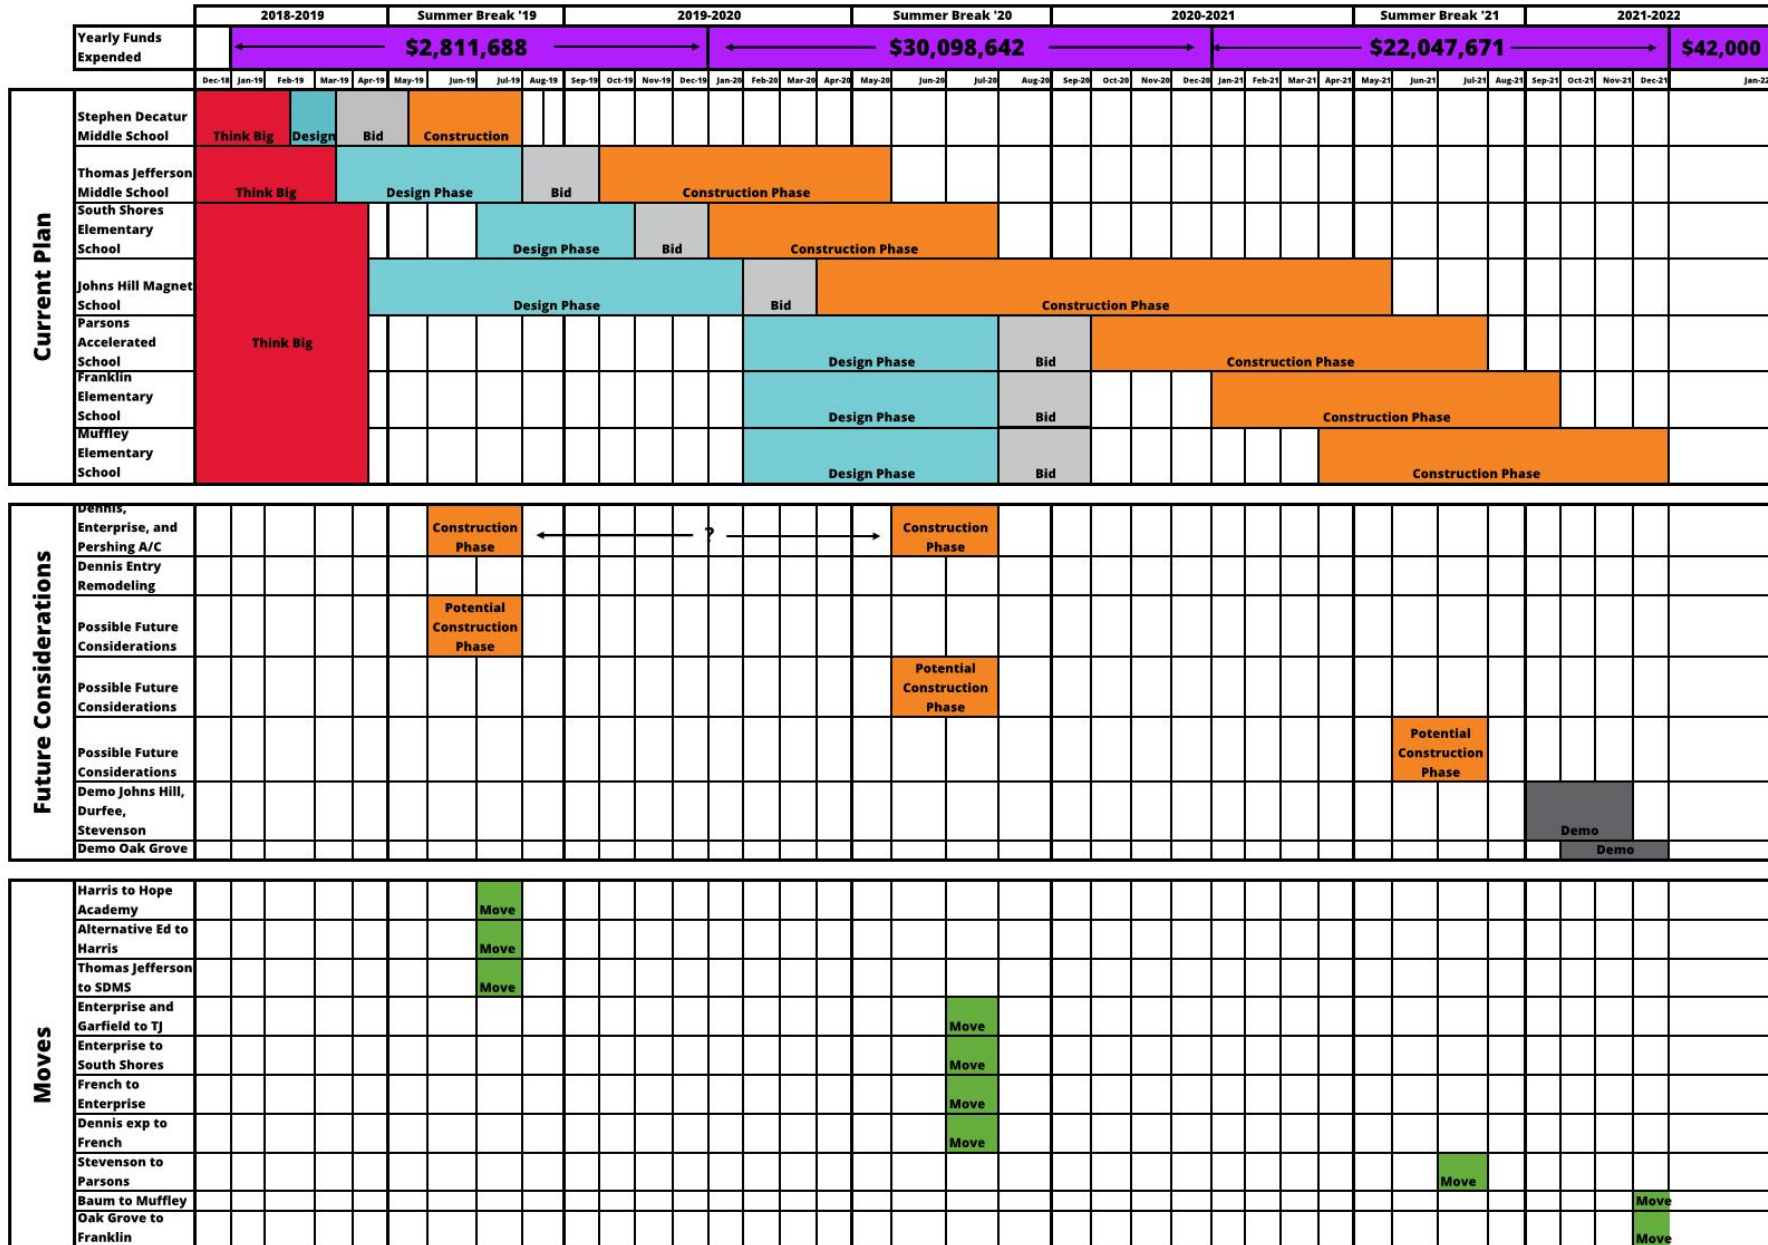 2018-2019 Summer Break '19 2019-2020 Summer Break '20 2020-2021 Summer Break '21 2021-2022
Yearly Funds
Expended
$2,811,688 $30,098,642 $22,047,671 $42,000
Dec-18 Jan-19 Feb-19 Mar-19 Apr-19 May-19 Jun-19 Jul-19 Aug-19 Sep-19 Oct-19 Nov-19 Dec-19 Jan-20 Feb-20 Mar-20 Apr-20 May-20 Jun-20 Jul-20 Aug-20 Sep-20 Oct-20 Nov-20 Dec-20 Jan-21 Feb-21 Mar-21 Apr-21 May-21 Jun-21 Jul-21 Aug-21 Sep-21 Oct-21 Nov-21 Dec-21 Jan-22
Current Plan
Stephen Decatur
Middle School Think Big Design Bid Construction
Thomas Jefferson
Middle School Think Big Design Phase Bid Construction Phase
South Shores
Elementary
School Design Phase Bid Construction Phase
Johns Hill Magnet
School Design Phase Bid Construction Phase
Think Big
Parsons
Accelerated
School Design Phase Bid Construction Phase
Franklin
Elementary
School Design Phase Bid Construction Phase
Muffley
Elementary
School Design Phase Bid Construction Phase
Future Considerations
Dennis,
Enterprise, and
Pershing A/C
Construction
Phase
?
Construction
Phase
Dennis Entry
Remodeling
Possible Future
Considerations
Potential
Construction
Phase
Possible Future
Considerations
Potential
Construction
Phase
Possible Future
Considerations
Potential
Construction
Phase
Demo Johns Hill,
Durfee,
Stevenson Demo
Demo Oak Grove Demo
Moves
Harris to Hope
Academy Move
Alternative Ed to
Harris Move
Thomas Jefferson
to SDMS Move
Enterprise and
Garfield to TJ Move
Enterprise to
South Shores Move
French to
Enterprise Move
Dennis exp to
French Move
Stevenson to
Parsons Move
Baum to Muffley Move
Oak Grove to
Franklin Move